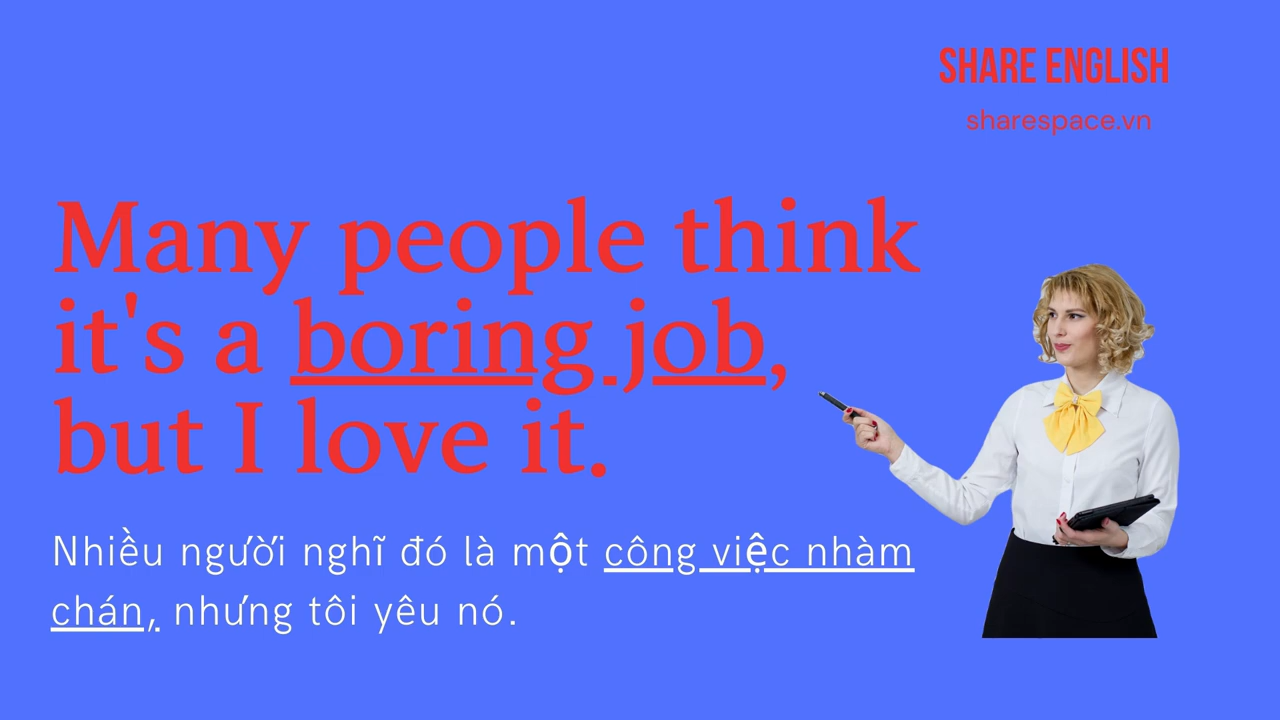 SHARE ENGLISH
sharespace.vn
Many people think
it's a boring job,
but I love it.
Nhiều người nghĩ đó là một công việc nhàm
chán, nhưng tôi yêu nó.